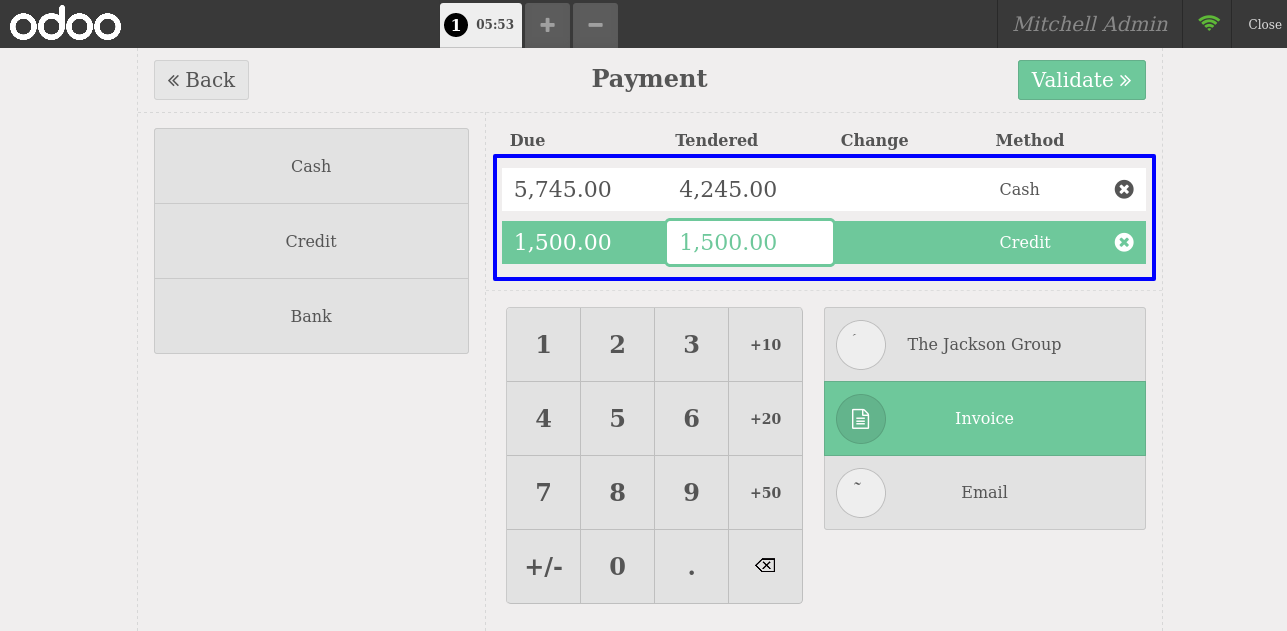 odoo
1 05:53 + −
Mitchell Admin
Close
« Back
Payment
Validate »
Cash
Credit
Bank
Due Tendered Change Method
5,745.00 4,245.00 Cash
1,500.00 1,500.00 Credit
1 2 3 +10
4 5 6 +20
7 8 9 +50
+/- 0 .
The Jackson Group
Invoice
Email